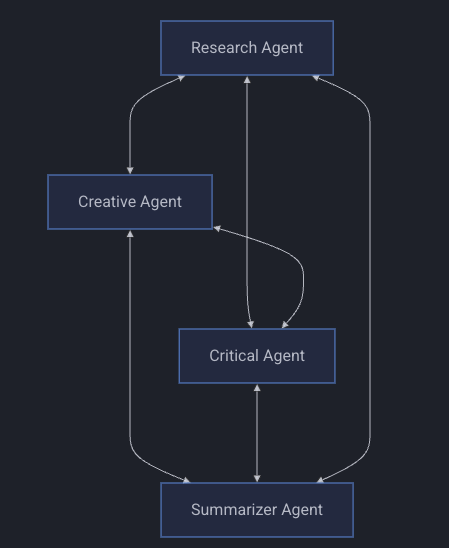 Research Agent
Creative Agent
Critical Agent
Summarizer Agent